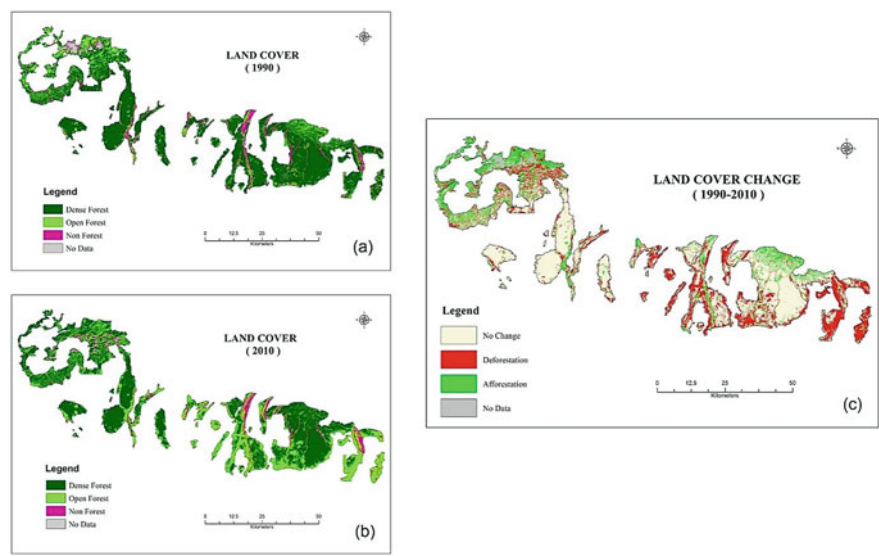 LAND COVER
( 1990 )
Legend
Dense Forest
Open Forest
Non Forest
No Data
0 12.5 25 50
Kilometers
(a)
LAND COVER
( 2010 )
Legend
Dense Forest
Open Forest
Non Forest
No Data
0 12.5 25 50
Kilometers
(b)
LAND COVER CHANGE
( 1990-2010 )
Legend
No Change
Deforestation
Afforestation
No Data
0 12.5 25 50
Kilometers
(c)